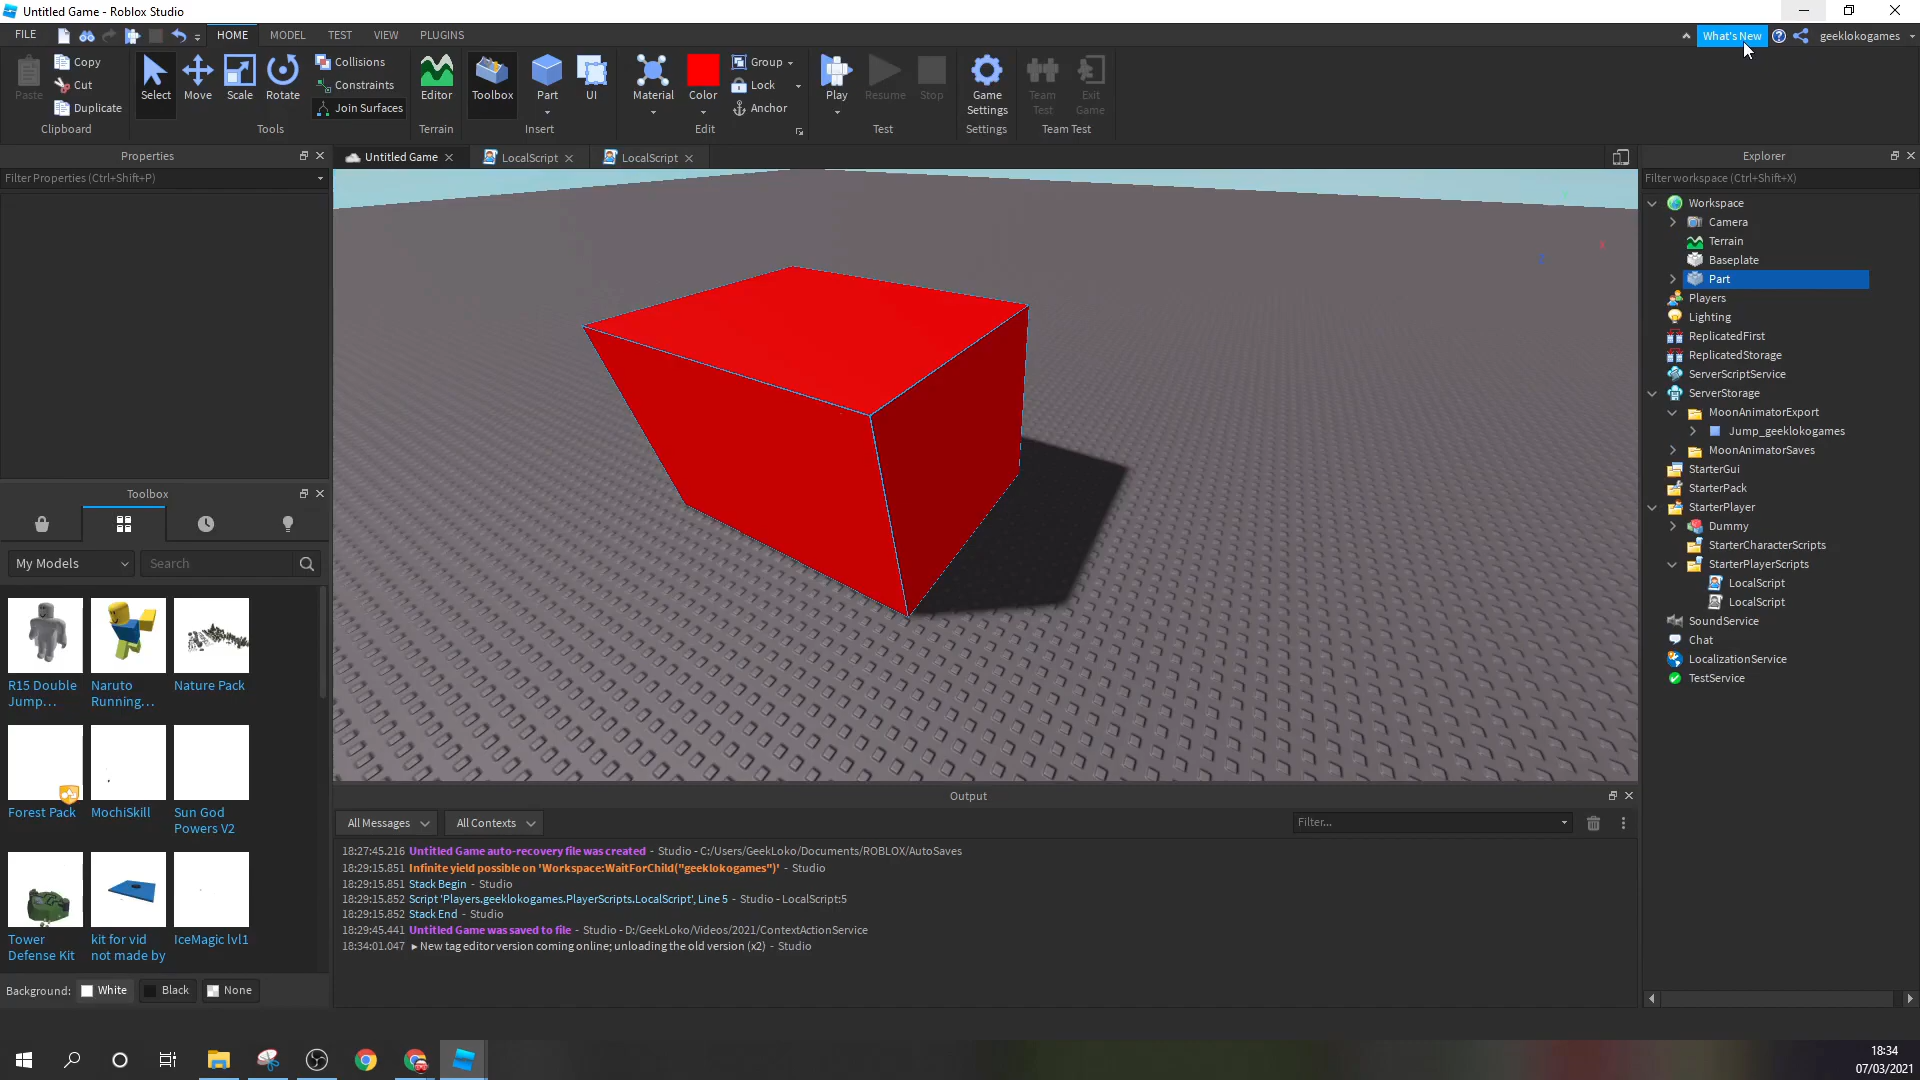 Untitled Game - Roblox Studio
FILE HOME MODEL TEST VIEW PLUGINS What's New geeklokogames
Paste Copy Cut Duplicate Clipboard
Select Move Scale Rotate Collisions Constraints Join Surfaces Tools
Editor Terrain
Toolbox Part UI Insert
Material Color Group Lock Anchor Edit
Play Resume Stop Test
Game Settings Settings
Team Test Exit Game Team Test
Properties
Filter Properties (Ctrl+Shift+P)
Untitled Game LocalScript LocalScript
Toolbox
My Models Search
R15 Double Jump...
Naruto Running...
Nature Pack
Forest Pack
MochiSkill
Sun God Powers V2
Tower Defense Kit
kit for vid not made by
IceMagic lvl1
Background: White Black None
Output
All Messages All Contexts Filter...
18:27:45.216 Untitled Game auto-recovery file was created - Studio - C:/Users/GeekLoko/Documents/ROBLOX/AutoSaves
18:29:15.851 Infinite yield possible on 'Workspace:WaitForChild("geeklokogames")' - Studio
18:29:15.851 Stack Begin - Studio
18:29:15.852 Script 'Players.geeklokogames.PlayerScripts.LocalScript', Line 5 - Studio - LocalScript:5
18:29:15.852 Stack End - Studio
18:29:45.441 Untitled Game was saved to file - Studio - D:/GeekLoko/Videos/2021/ContextActionService
18:34:01.047 ▸ New tag editor version coming online; unloading the old version (x2) - Studio
Explorer
Filter workspace (Ctrl+Shift+X)
Workspace
Camera
Terrain
Baseplate
Part
Players
Lighting
ReplicatedFirst
ReplicatedStorage
ServerScriptService
ServerStorage
MoonAnimatorExport
Jump_geeklokogames
MoonAnimatorSaves
StarterGui
StarterPack
StarterPlayer
Dummy
StarterCharacterScripts
StarterPlayerScripts
LocalScript
LocalScript
SoundService
Chat
LocalizationService
TestService
18:34
07/03/2021